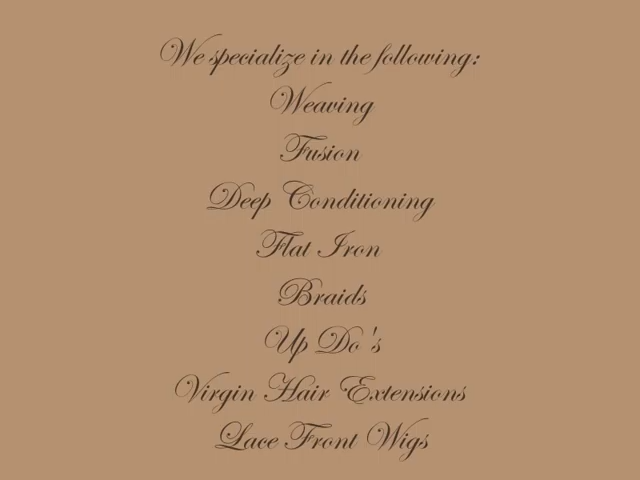 We specialize in the following:
Weaving
Fusion
Deep Conditioning
Flat Iron
Braids
Up Do 's
Virgin Hair Extensions
Lace Front Wigs